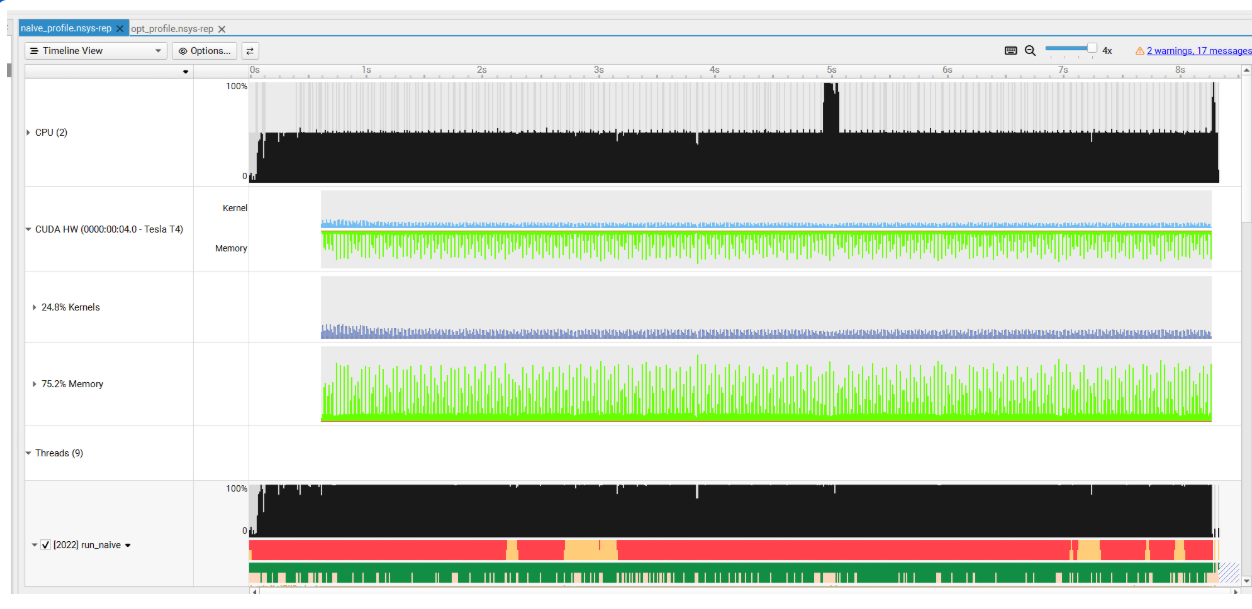 naive_profile.nsys-rep opt_profile.nsys-rep
Timeline View Options... 4x 2 warnings, 17 messages
0s 1s 2s 3s 4s 5s 6s 7s 8s
100%
CPU (2)
0
Kernel
CUDA HW (0000:00:04.0 - Tesla T4)
Memory
24.8% Kernels
75.2% Memory
Threads (9)
100%
0
[2022] run_naive